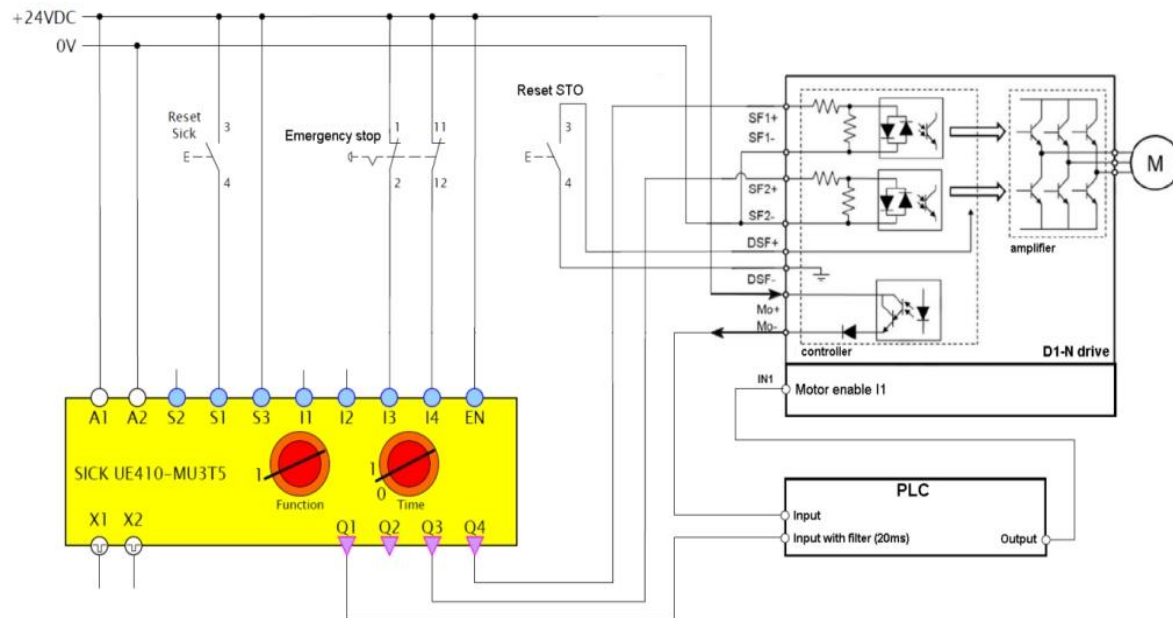 +24VDC
0V
Reset
Sick
3
E
4
Emergency stop
1
11
2
12
Reset STO
3
E
4
SF1+
SF1-
SF2+
SF2-
DSF+
DSF-
Mo+
Mo-
controller
amplifier
M
D1-N drive
IN1
Motor enable I1
A1
A2
S2
S1
S3
I1
I2
I3
I4
EN
SICK UE410-MU3T5
1
Function
1
0
Time
X1
X2
Q1
Q2
Q3
Q4
PLC
Input
Input with filter (20ms)
Output